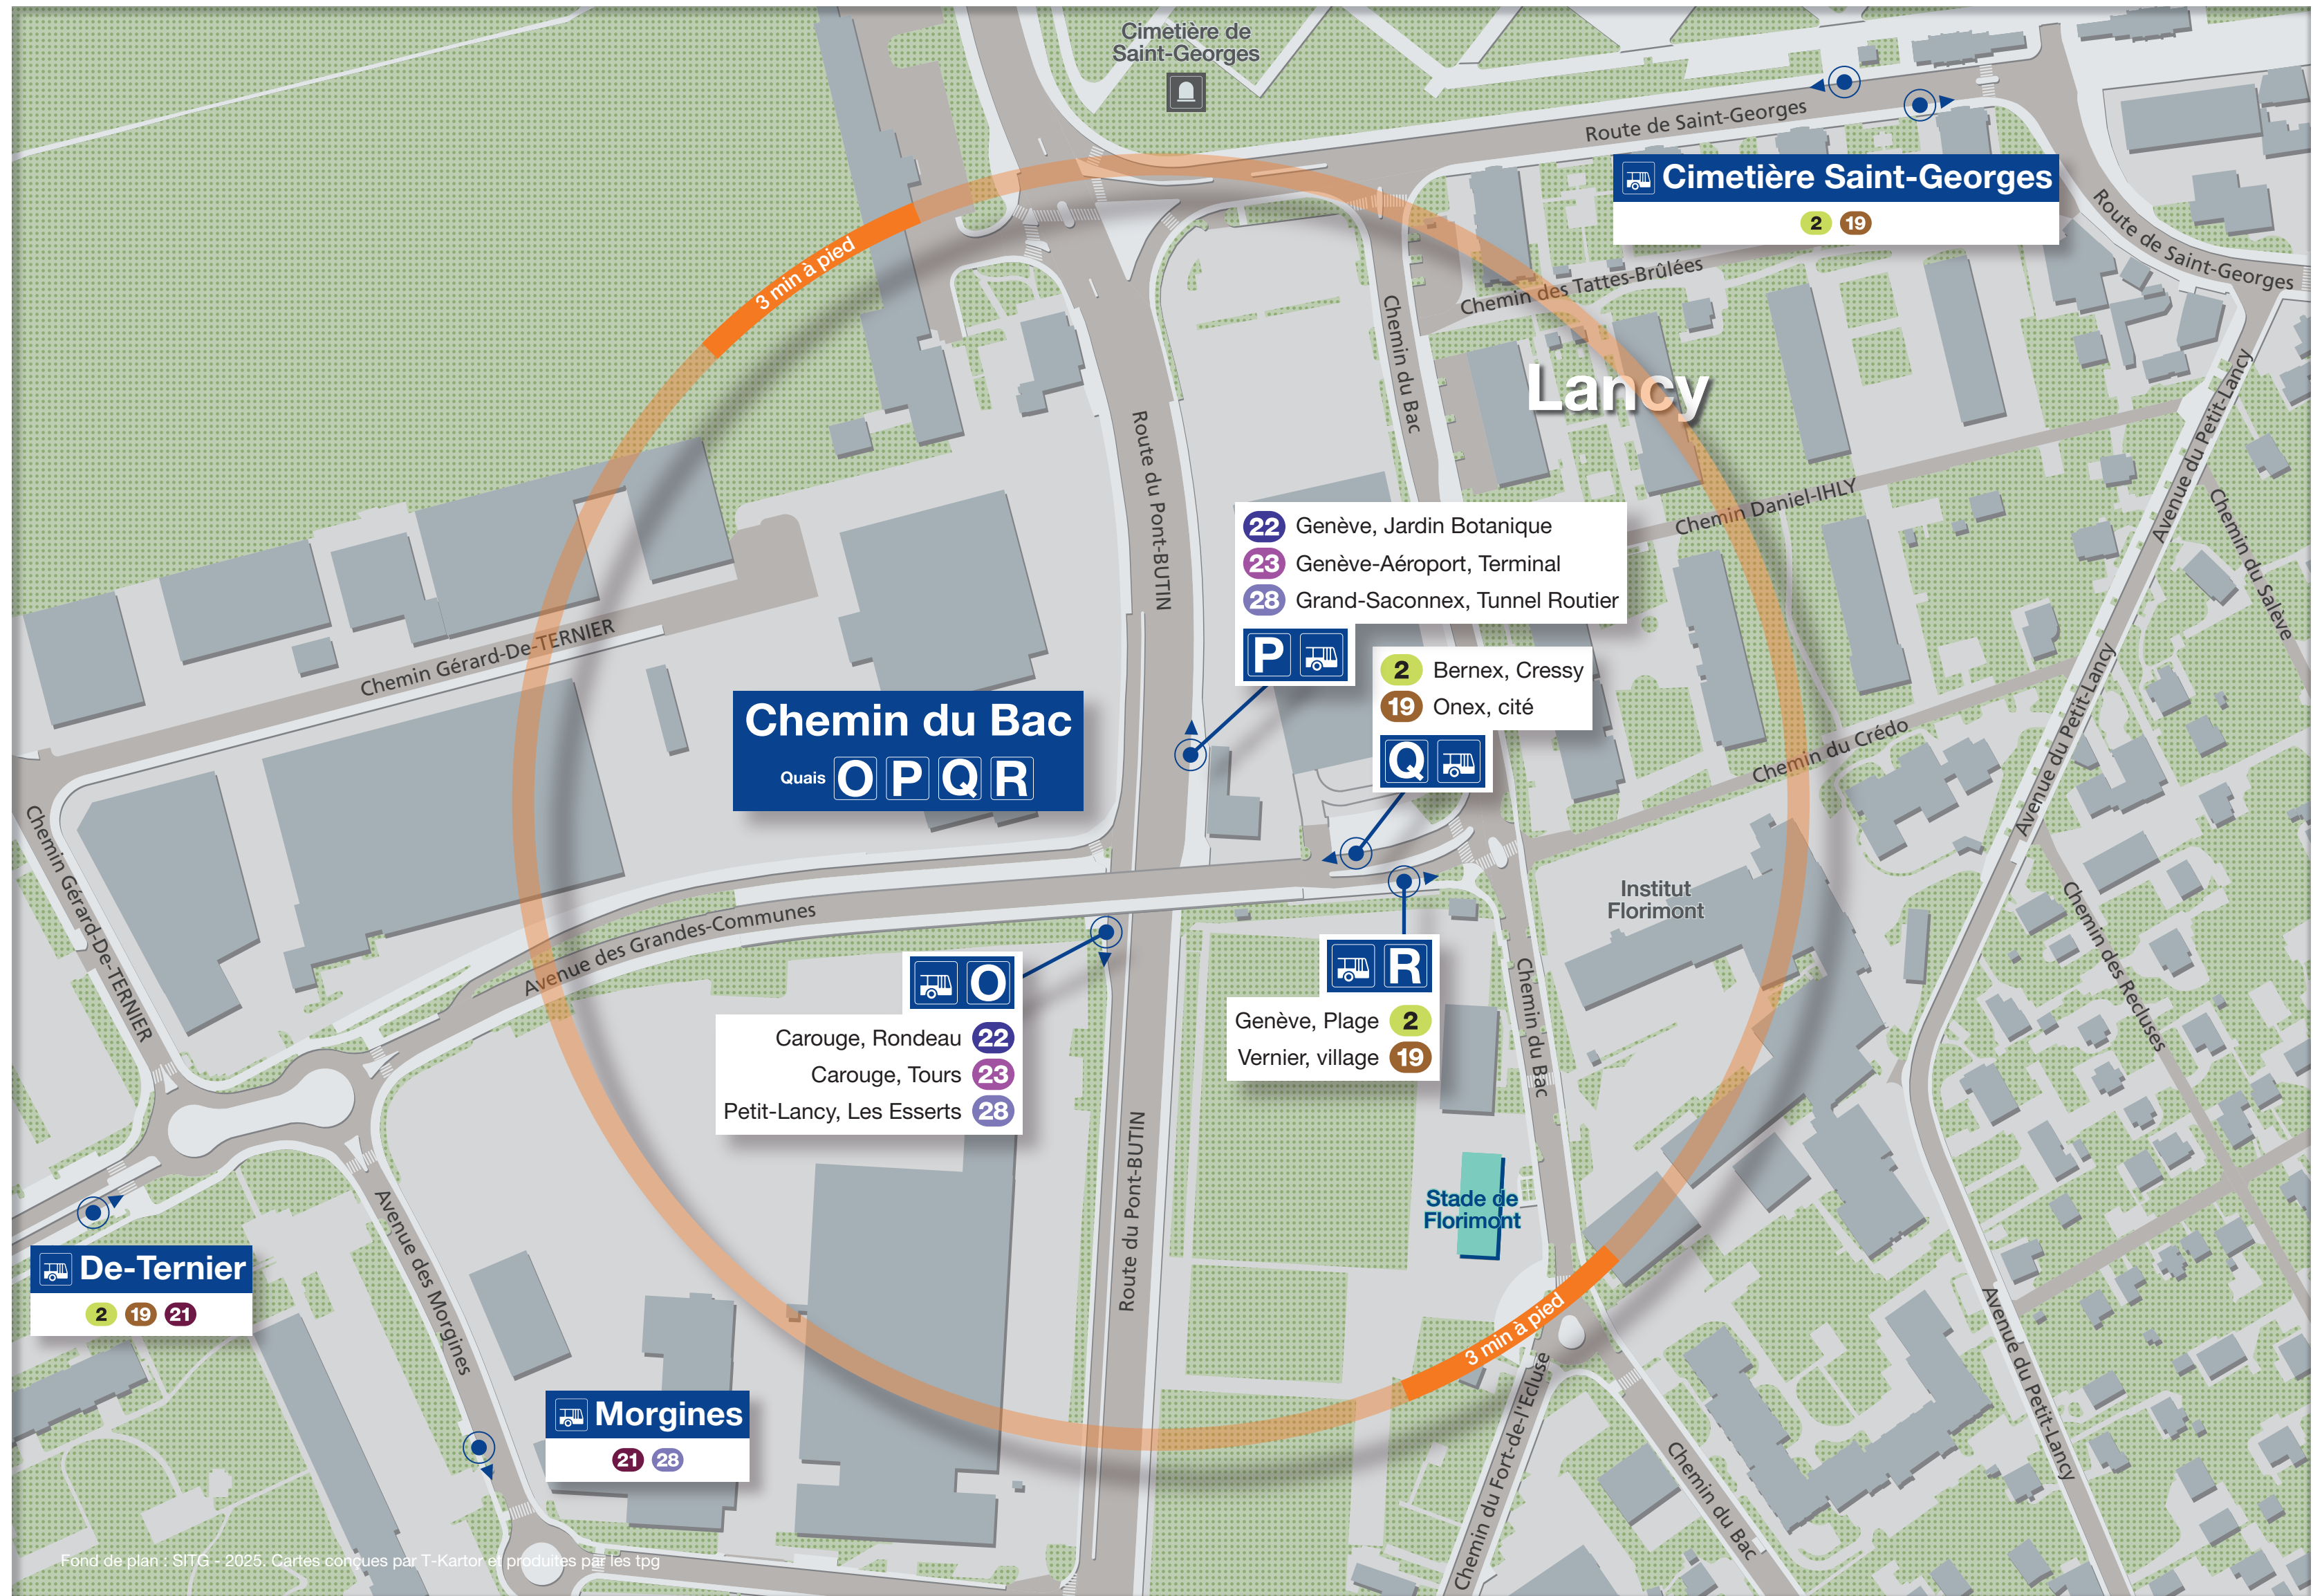 Cimetière de
Saint-Georges
Route de Saint-Georges
Cimetière Saint-Georges
2 19
Route de Saint-Georges
3 min à pied
Chemin des Tattes-Brûlées
Chemin du Bac
Lancy
Avenue du Petit-Lancy
Route du Pont-BUTIN
Chemin Daniel-IHLY
Chemin du Salève
22 Genève, Jardin Botanique
23 Genève-Aéroport, Terminal
28 Grand-Saconnex, Tunnel Routier
P
Chemin Gérard-De-TERNIER
2 Bernex, Cressy
19 Onex, cité
Q
Chemin du Bac
Quais O P Q R
Chemin du Crédo
Avenue du Petit-Lancy
Chemin Gérard-De-TERNIER
Institut
Florimont
Avenue des Grandes-Communes
Chemin des Recluses
O
Carouge, Rondeau 22
Carouge, Tours 23
Petit-Lancy, Les Esserts 28
R
Genève, Plage 2
Vernier, village 19
Chemin du Bac
Route du Pont-BUTIN
Stade de
Florimont
De-Ternier
2 19 21
Avenue des Morgines
3 min à pied
Avenue du Petit-Lancy
Morgines
21 28
Chemin du Fort-de-l'Ecluse
Chemin du Bac
Fond de plan : SITG - 2025. Cartes conçues par T-Kartor et produites par les tpg